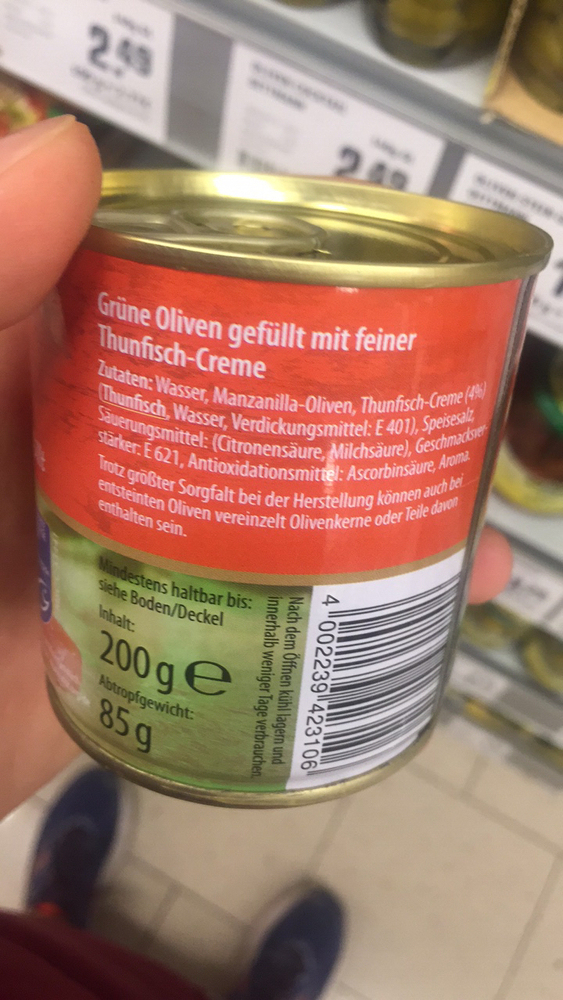 2.49
2.49
Grüne Oliven gefüllt mit feiner
Thunfisch-Creme
Zutaten: Wasser, Manzanilla-Oliven, Thunfisch-Creme (4%)
(Thunfisch, Wasser, Verdickungsmittel: E 401), Speisesalz,
Säuerungsmittel: (Citronensäure, Milchsäure), Geschmacksver-
stärker: E 621, Antioxidationsmittel: Ascorbinsäure, Aroma.
Trotz größter Sorgfalt bei der Herstellung können auch bei
entsteinten Oliven vereinzelt Olivenkerne oder Teile davon
enthalten sein.
Mindestens haltbar bis:
siehe Boden/Deckel
Inhalt:
200 g e
Abtropfgewicht:
85 g
Nach dem Öffnen kühl lagern und
innerhalb weniger Tage verbrauchen.
4 002239 423106